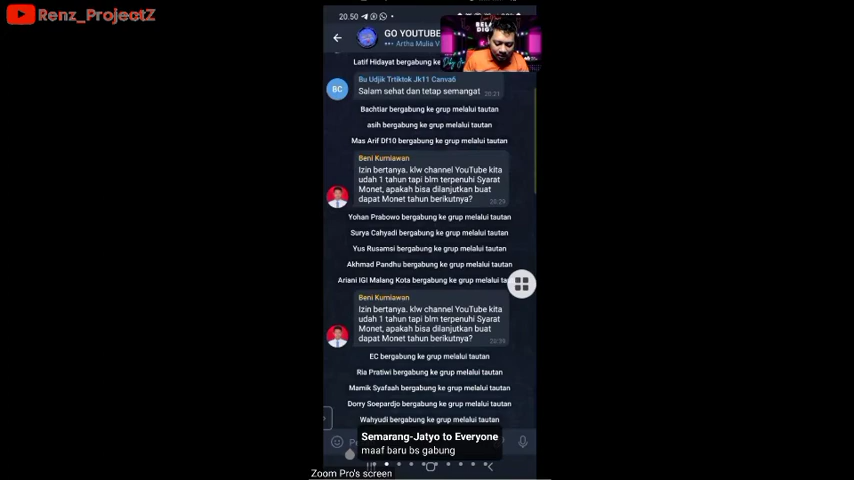 Renz_ProjectZ
20.50
GO YOUTUBE
Artha Mulia V
Latif Hidayat bergabung ke
Bu Udjik Trtiktok Jk11 Canva6
BC
Salam sehat dan tetap semangat 20:21
Bachtiar bergabung ke grup melalui tautan
asih bergabung ke grup melalui tautan
Mas Arif Df10 bergabung ke grup melalui tautan
Beni Kurniawan
Izin bertanya. klw channel YouTube kita
udah 1 tahun tapi blm terpenuhi Syarat
Monet, apakah bisa dilanjutkan buat
dapat Monet tahun berikutnya? 20:29
Yohan Prabowo bergabung ke grup melalui tautan
Surya Cahyadi bergabung ke grup melalui tautan
Yus Rusamsi bergabung ke grup melalui tautan
Akhmad Pandhu bergabung ke grup melalui tautan
Ariani IGI Malang Kota bergabung ke grup melalui
Beni Kurniawan
Izin bertanya. klw channel YouTube kita
udah 1 tahun tapi blm terpenuhi Syarat
Monet, apakah bisa dilanjutkan buat
dapat Monet tahun berikutnya? 20:39
EC bergabung ke grup melalui tautan
Ria Pratiwi bergabung ke grup melalui tautan
Mamik Syafaah bergabung ke grup melalui tautan
Dorry Soepardjo bergabung ke grup melalui tautan
Wahyudi bergabung ke grup melalui tautan
Semarang-Jatyo to Everyone
maaf baru bs gabung
Zoom Pro's screen